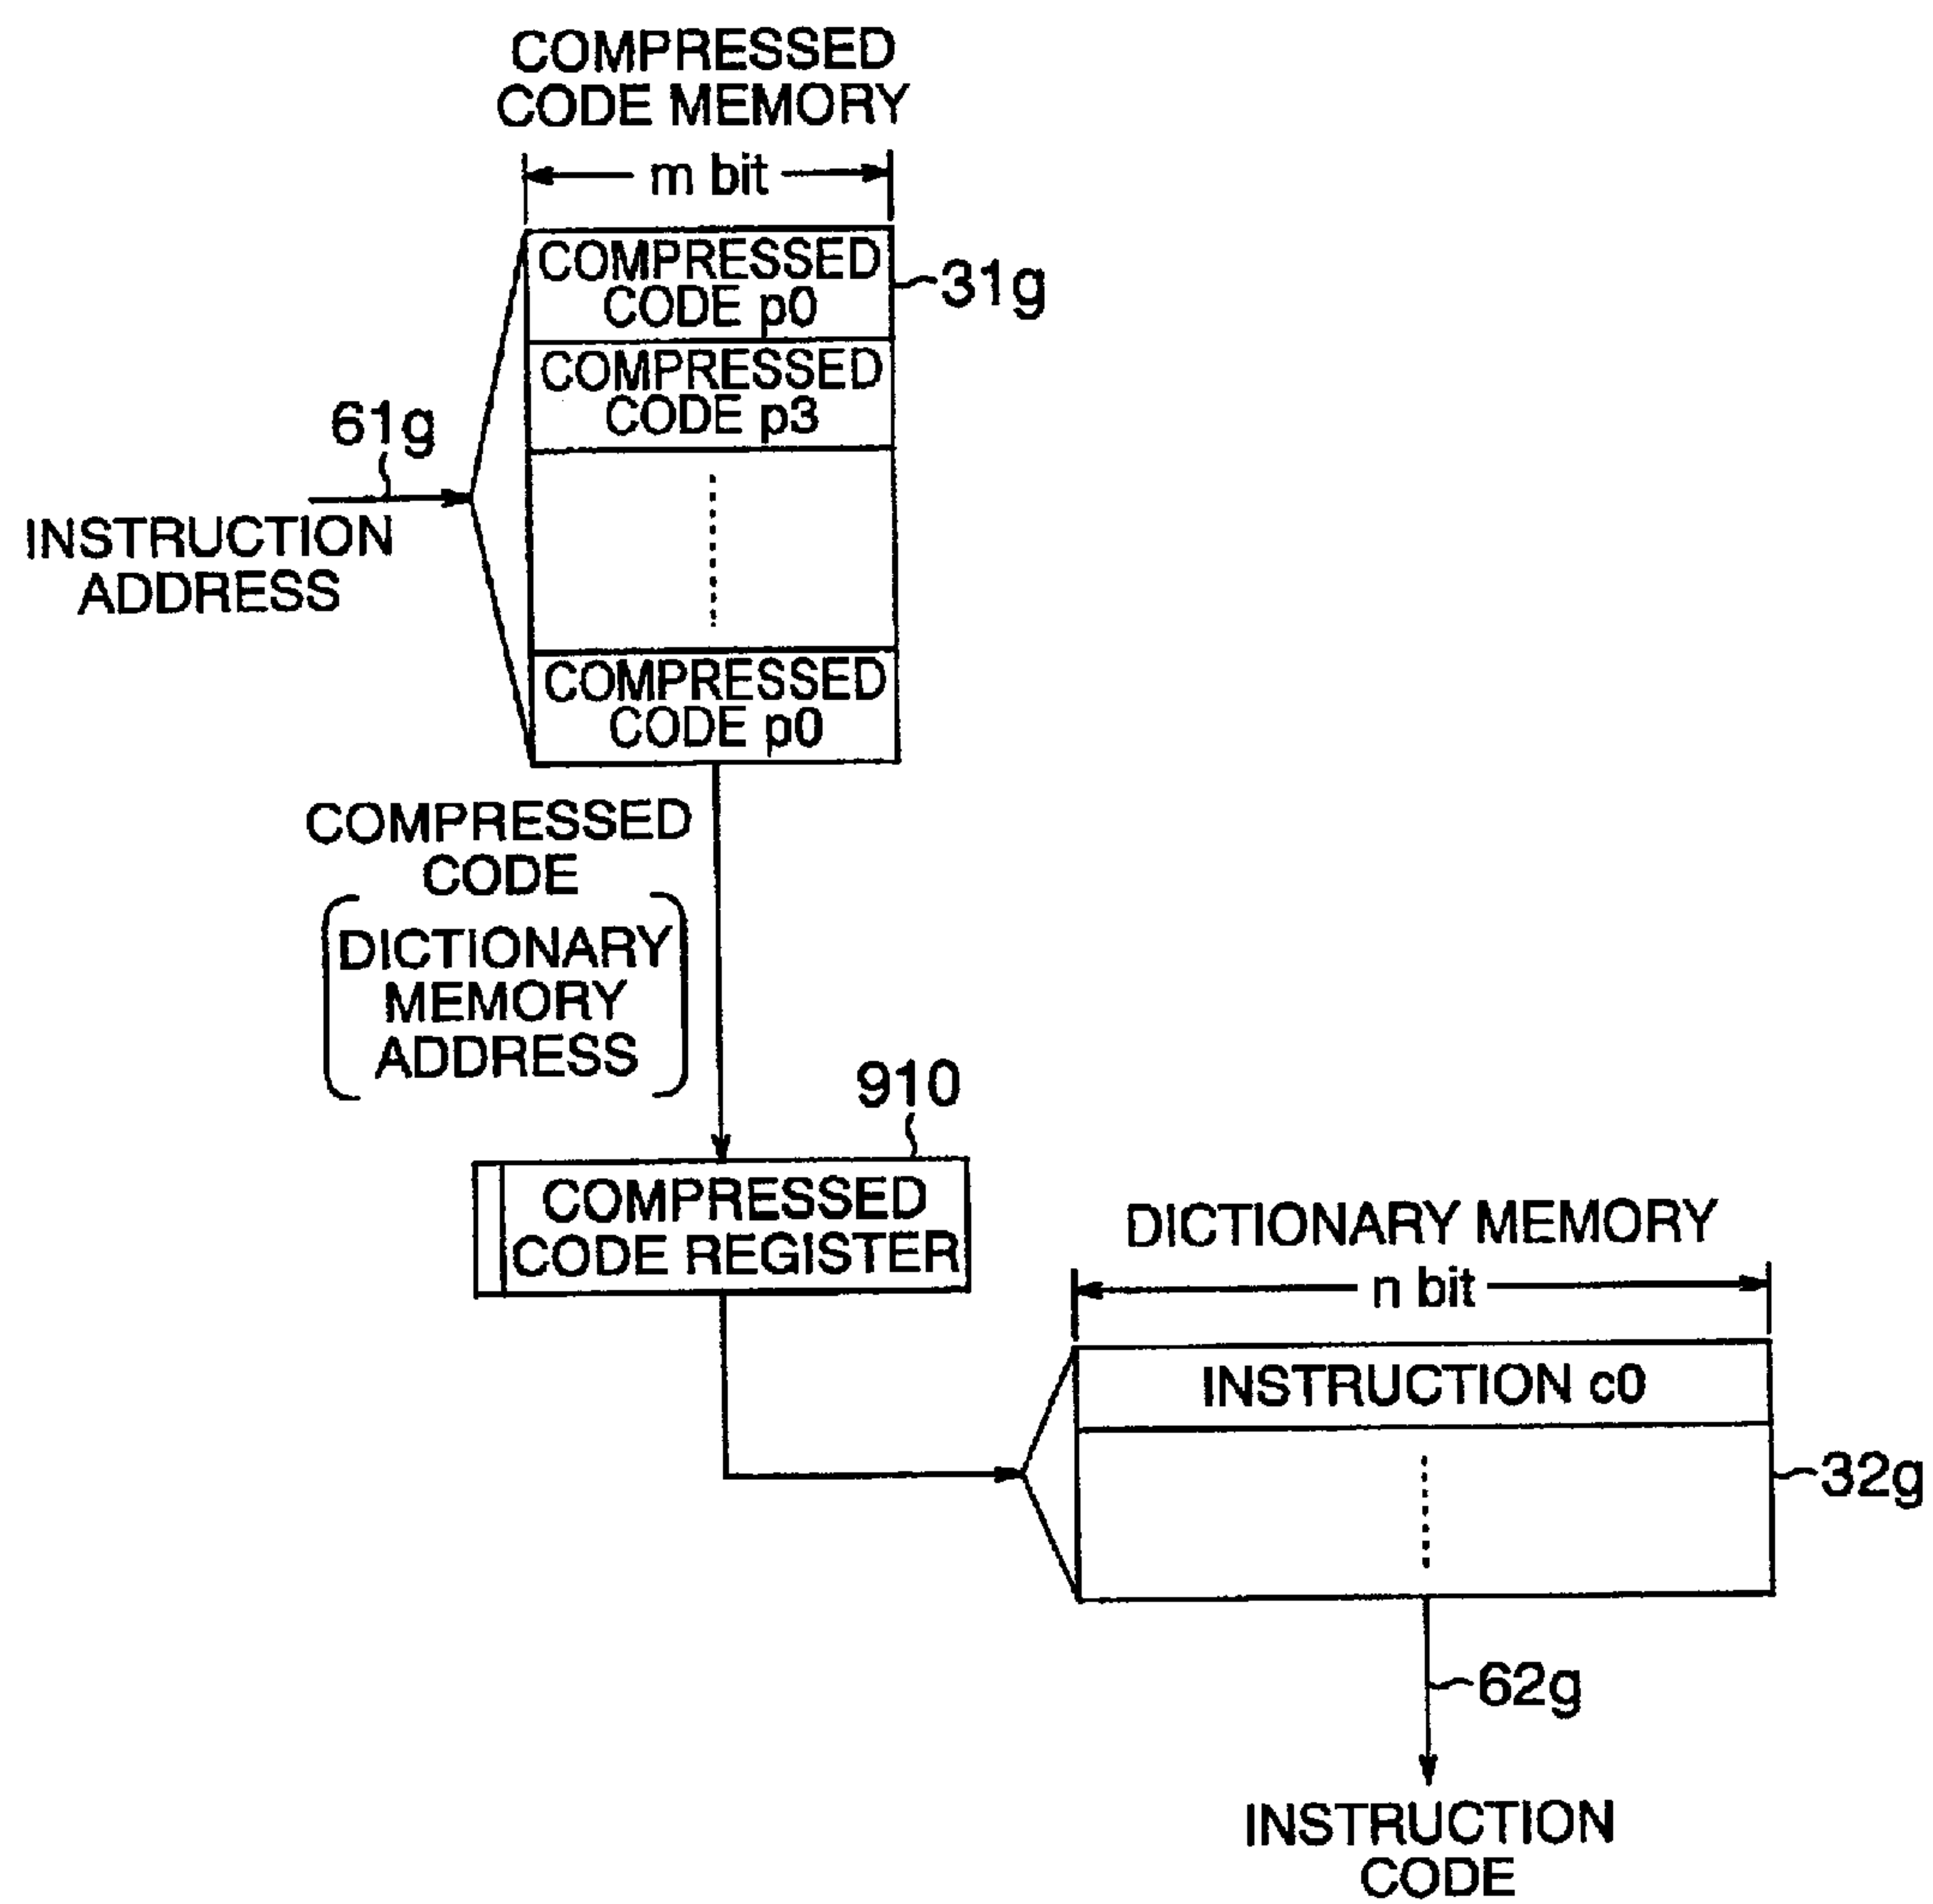 COMPRESSED
CODE MEMORY
m bit
COMPRESSED
CODE p0
31g
COMPRESSED
CODE p3
61g
INSTRUCTION
ADDRESS
COMPRESSED
CODE p0
COMPRESSED
CODE
DICTIONARY
MEMORY
ADDRESS
910
COMPRESSED
CODE REGISTER
DICTIONARY MEMORY
n bit
INSTRUCTION c0
32g
62g
INSTRUCTION
CODE